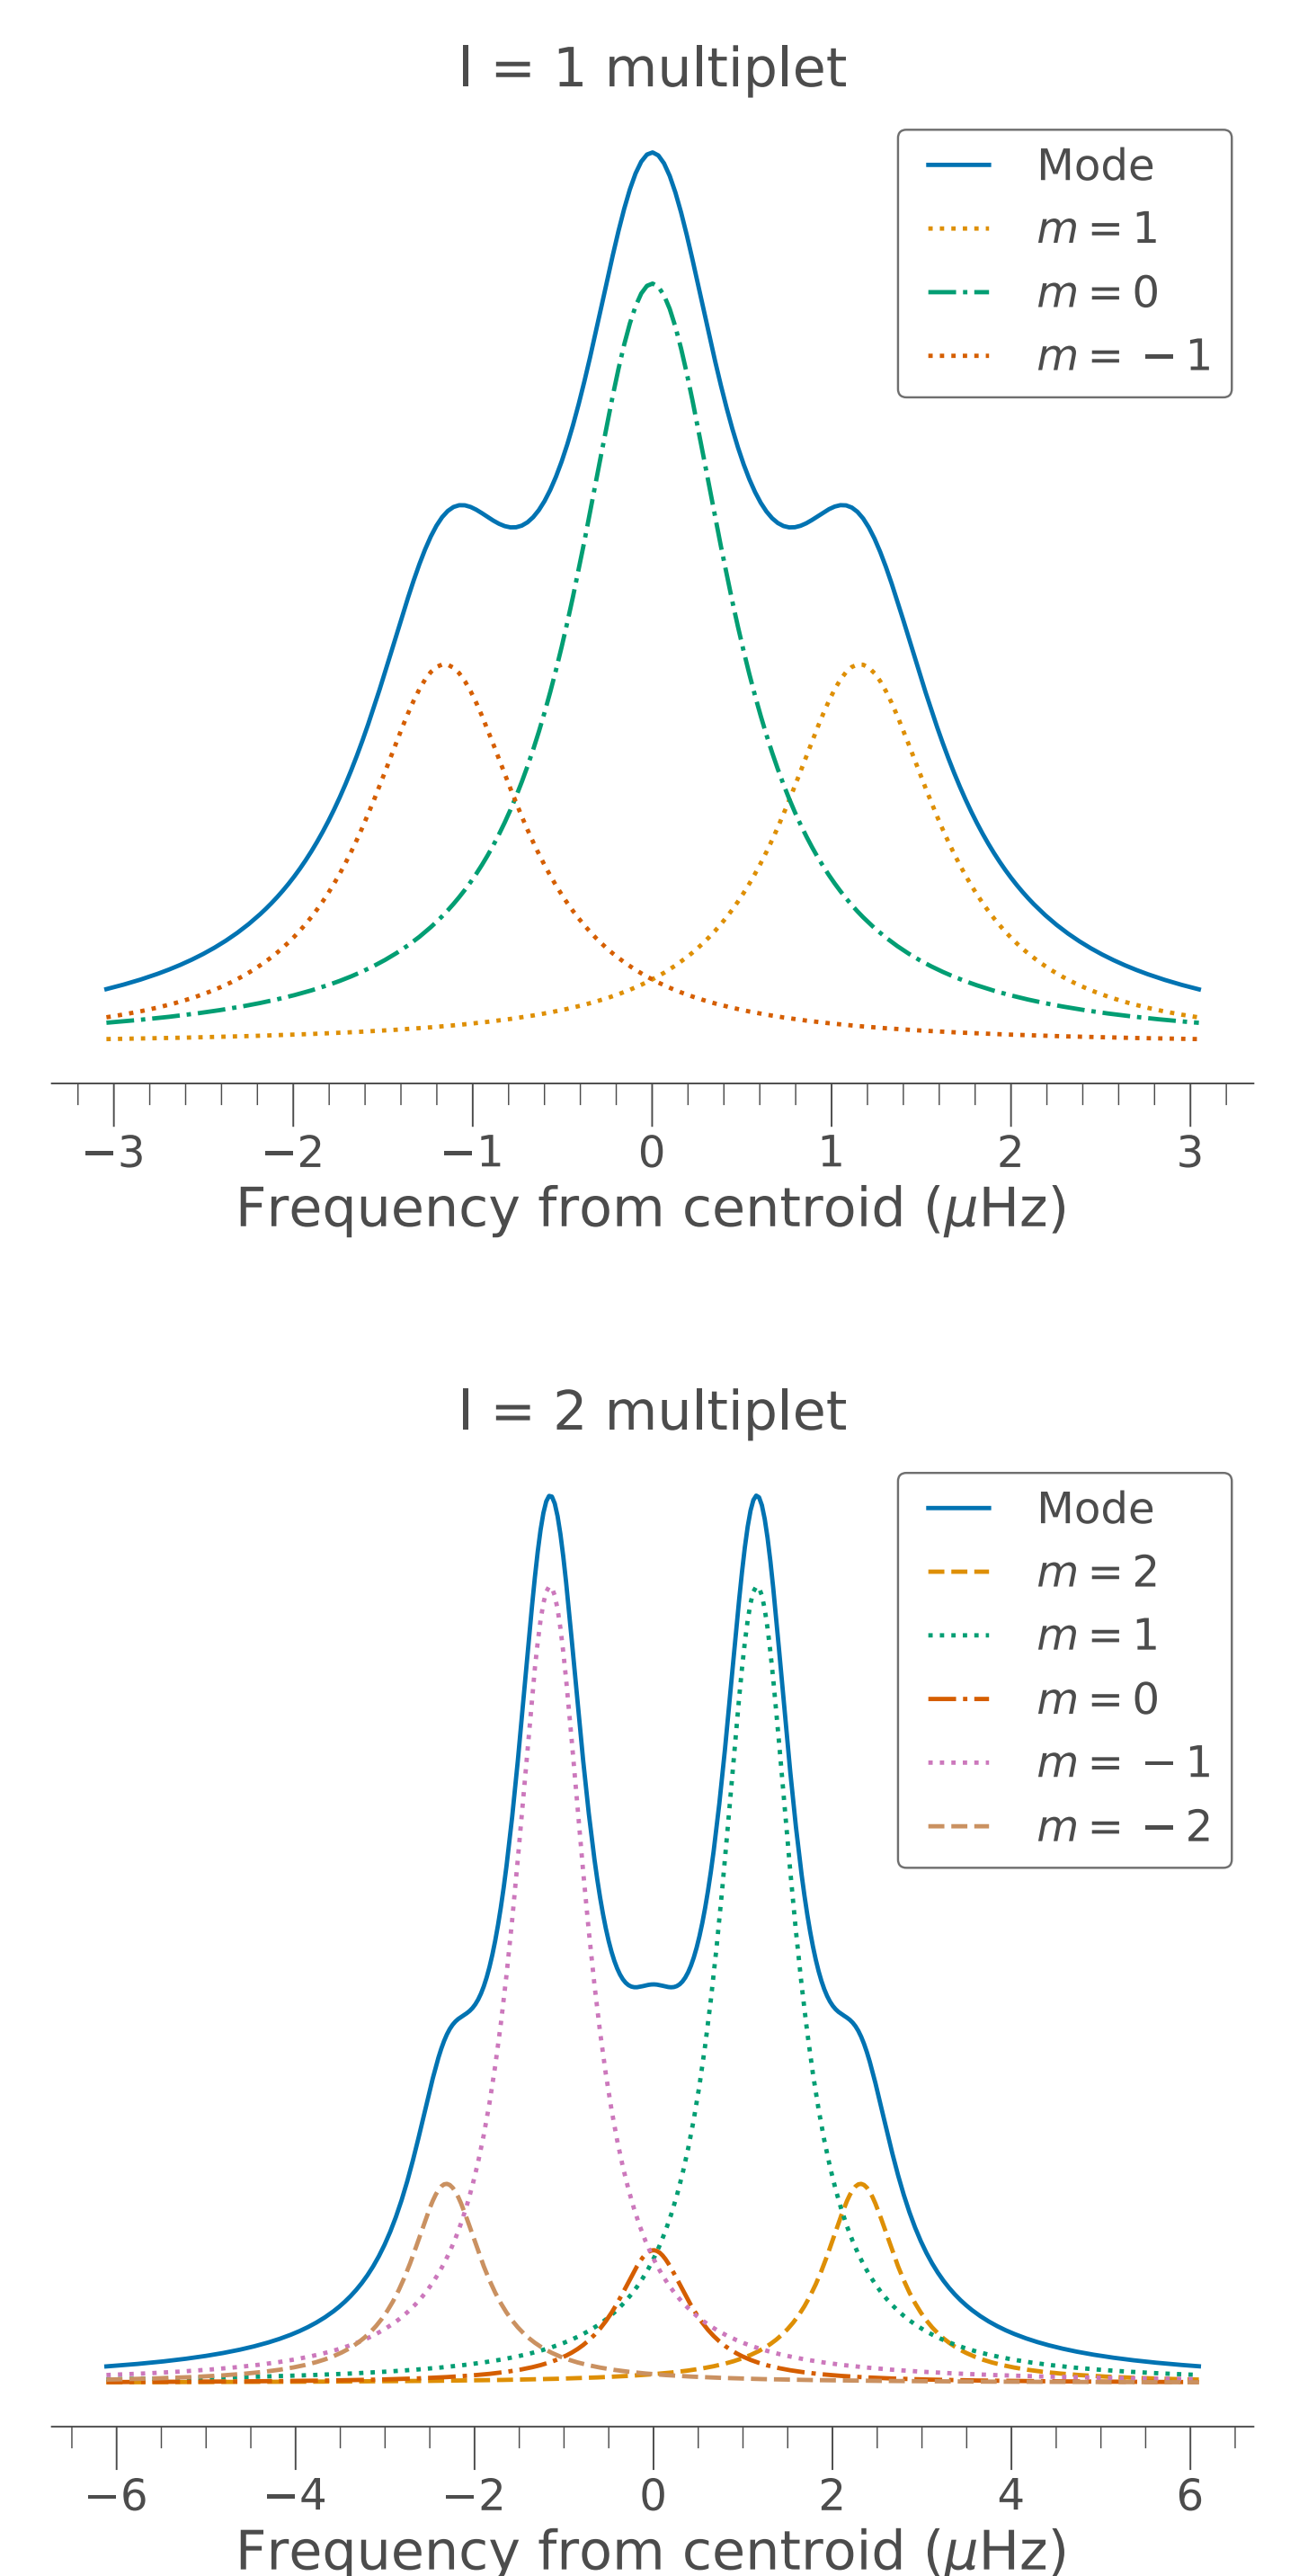 l = 1 multiplet
Mode
m = 1
m = 0
m = −1
−3 −2 −1 0 1 2 3
Frequency from centroid (μHz)
l = 2 multiplet
Mode
m = 2
m = 1
m = 0
m = −1
m = −2
−6 −4 −2 0 2 4 6
Frequency from centroid (μHz)